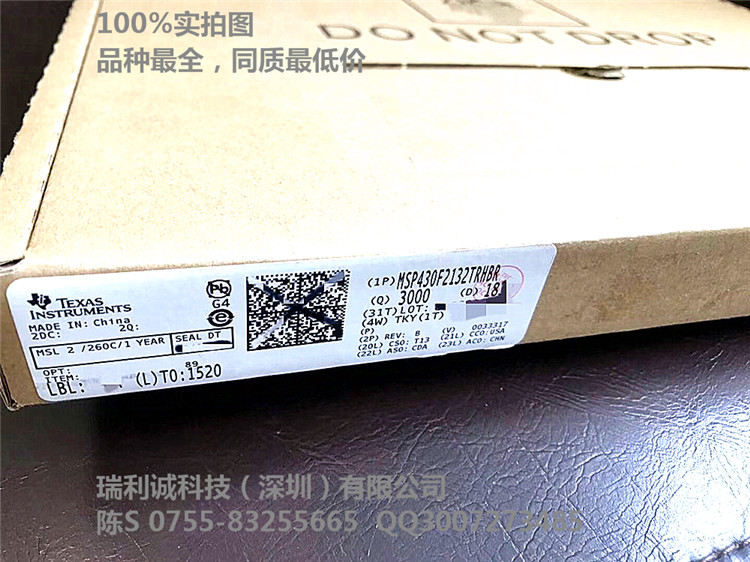 100%实拍图
品种最全，同质最低价
DO NOT DROP
TEXAS
INSTRUMENTS
MADE IN: China
2DC: 2Q:
MSL 2 /260C/1 YEAR SEAL DT
OPT:
ITEM: 89
LBL: (L)TO:1520
Pb
G4
e
(1P) MSP430F2132TRHBR
(Q) 3000 (D) 18
(31T)LOT:
(4W) TKY(1T)
(P)
(2P) REV: B (V) 0033317
(20L) CSO: T13 (21L) CCO:USA
(22L) ASO: CDA (23L) ACO: CHN
瑞利诚科技（深圳）有限公司
陈S 0755-83255665 QQ3007273485